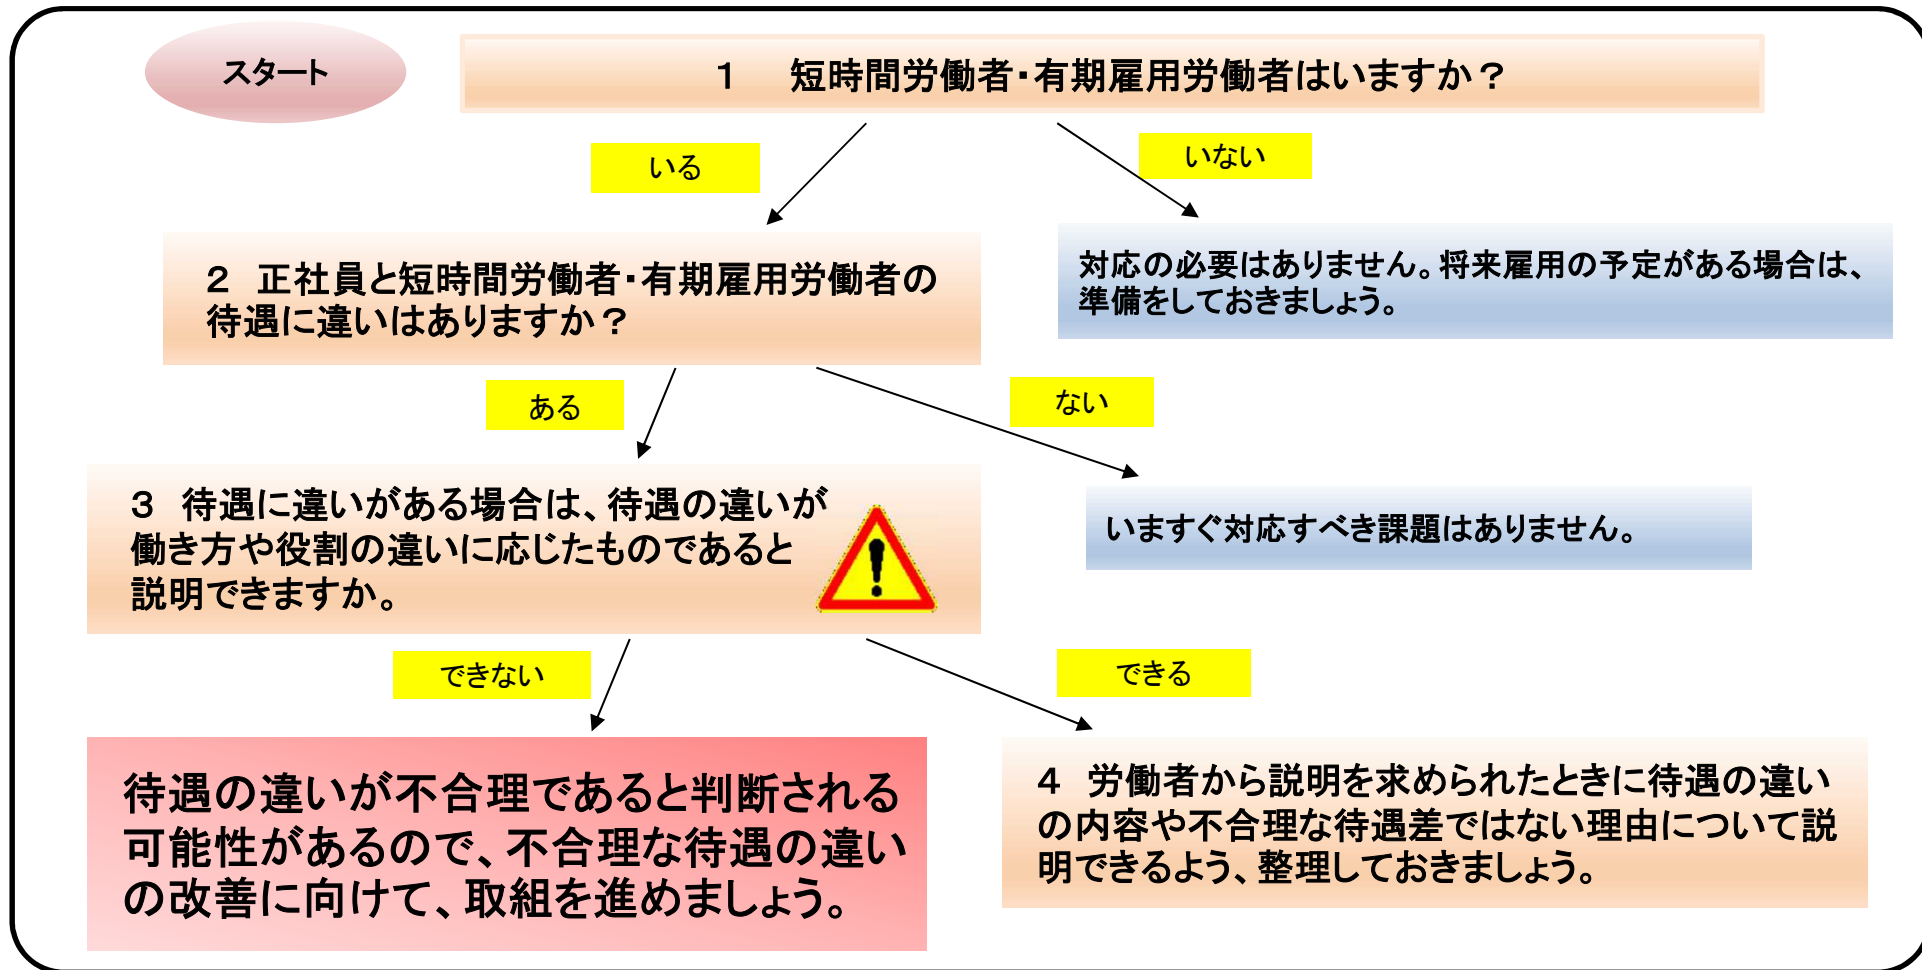 スタート
1　短時間労働者・有期雇用労働者はいますか？
いる
いない
2　正社員と短時間労働者・有期雇用労働者の
待遇に違いはありますか？
対応の必要はありません。将来雇用の予定がある場合は、
準備をしておきましょう。
ある
ない
3　待遇に違いがある場合は、待遇の違いが
働き方や役割の違いに応じたものであると
説明できますか。
いますぐ対応すべき課題はありません。
できない
できる
待遇の違いが不合理であると判断される
可能性があるので、不合理な待遇の違い
の改善に向けて、取組を進めましょう。
4　労働者から説明を求められたときに待遇の違い
の内容や不合理な待遇差ではない理由について説
明できるよう、整理しておきましょう。